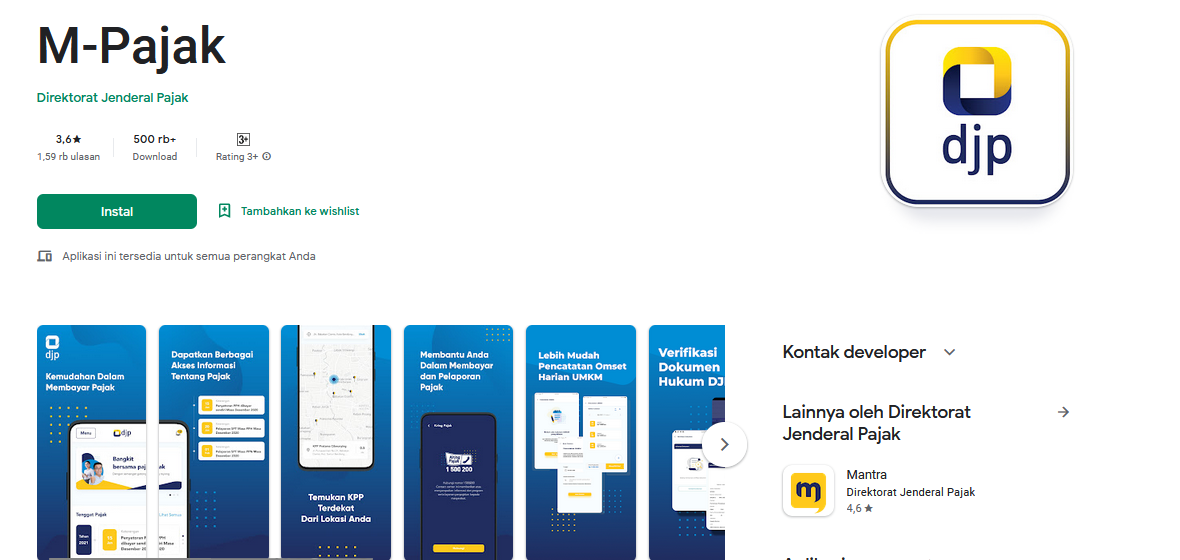 M-Pajak
Direktorat Jenderal Pajak
3,6★
500 rb+
3+
1,59 rb ulasan
Download
Rating 3+
Instal
Tambahkan ke wishlist
Aplikasi ini tersedia untuk semua perangkat Anda
djp
djp
Kemudahan Dalam
Membayar Pajak
Menu
djp
Bangkit
bersama paj
Tenggat Pajak
Tahun
2021
Dapatkan Berbagai
Akses Informasi
Tentang Pajak
Temukan KPP
Terdekat
Dari Lokasi Anda
Membantu Anda
Dalam Membayar
dan Pelaporan
Pajak
Kring Pajak
1 500 200
Lebih Mudah
Pencatatan Omset
Harian UMKM
Verifikasi
Dokumen
Hukum DJ
Kontak developer
Lainnya oleh Direktorat
Jenderal Pajak
Mantra
Direktorat Jenderal Pajak
4,6★